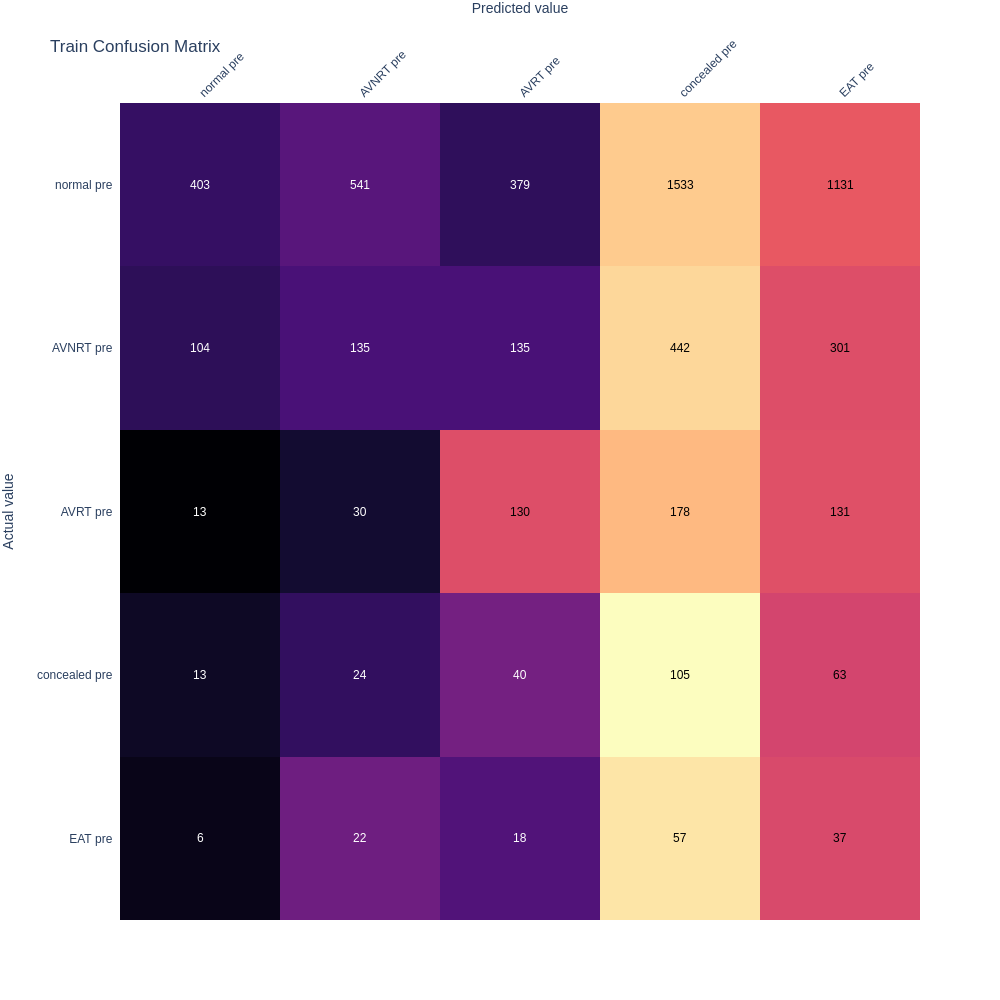 Predicted value
Train Confusion Matrix
normal pre AVNRT pre AVRT pre concealed pre EAT pre
normal pre 403 541 379 1533 1131
AVNRT pre 104 135 135 442 301
Actual value
AVRT pre 13 30 130 178 131
concealed pre 13 24 40 105 63
EAT pre 6 22 18 57 37